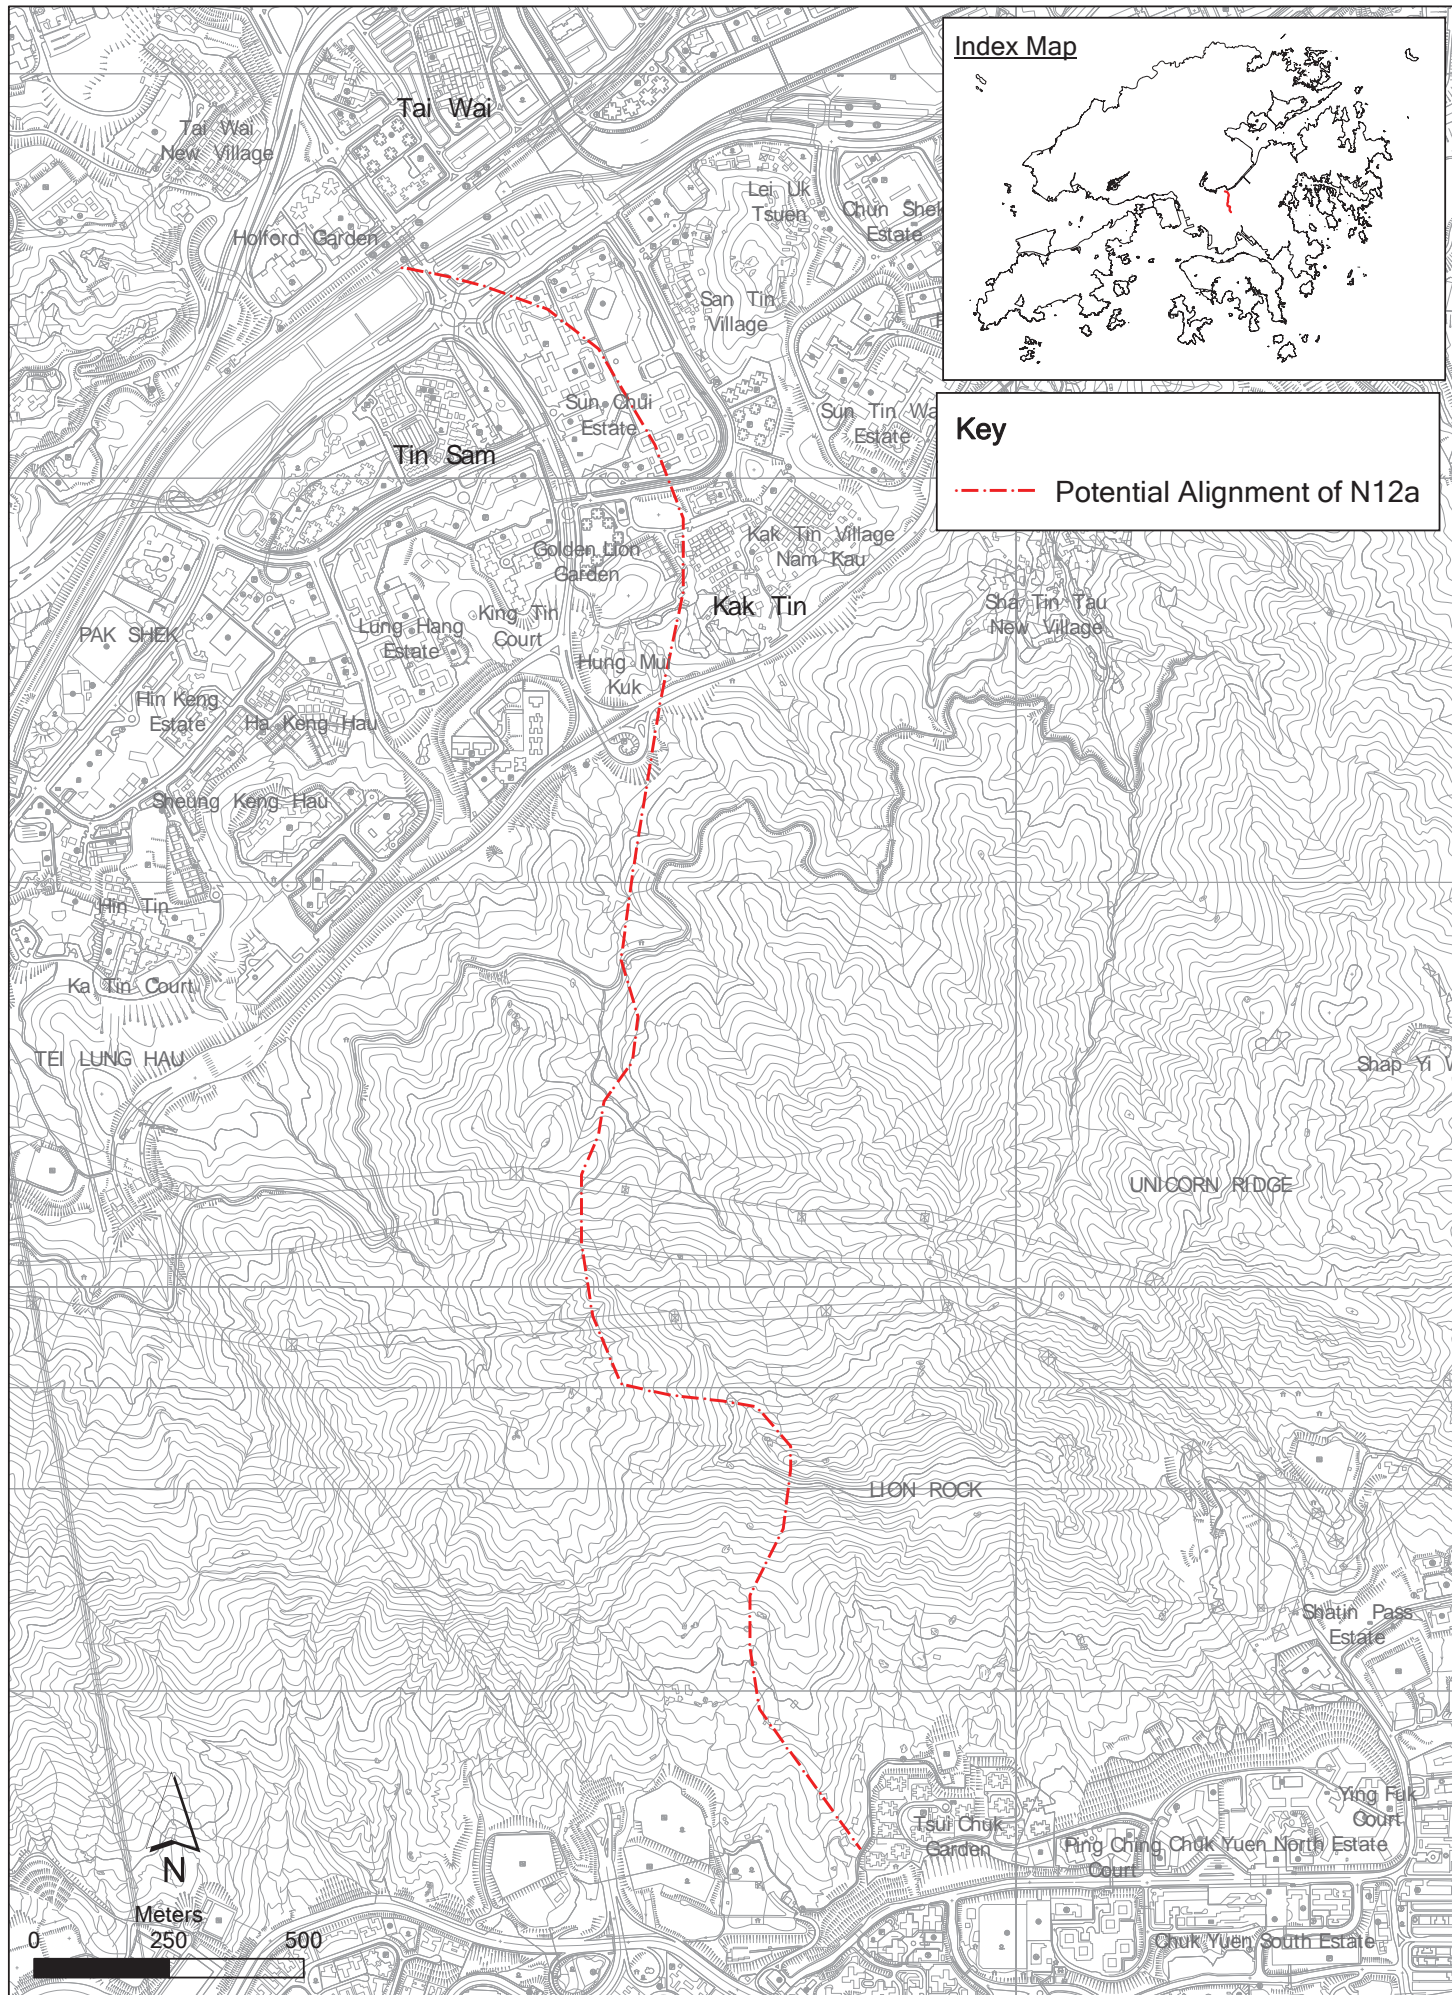 Index Map
Tai Wai
Tai Wai
New Village
Lei Uk
Tsuen
Chun Shek
Estate
Holford Garden
San Tin
Village
Sun Chui
Estate
Sun Tin Wa
Estate
Key
Potential Alignment of N12a
Tin Sam
Kak Tin Village
Nam Kau
Golden Lion
Garden
Kak Tin
Sha Tin Tau
New Village
King Tin
Court
Lung Hang
Estate
PAK SHEK
Hung Mui
Kuk
Hin Keng
Estate
Ha Keng Hau
Sheung Keng Hau
Hin Tin
Ka Tin Court
TEI LUNG HAU
Shap Yi W
UNICORN RIDGE
LION ROCK
Shatin Pass
Estate
Ying Fuk
Court
Tsui Chuk
Garden
Ping Ching
Court
Chuk Yuen North Estate
Chuk Yuen South Estate
N
Meters
0 250 500